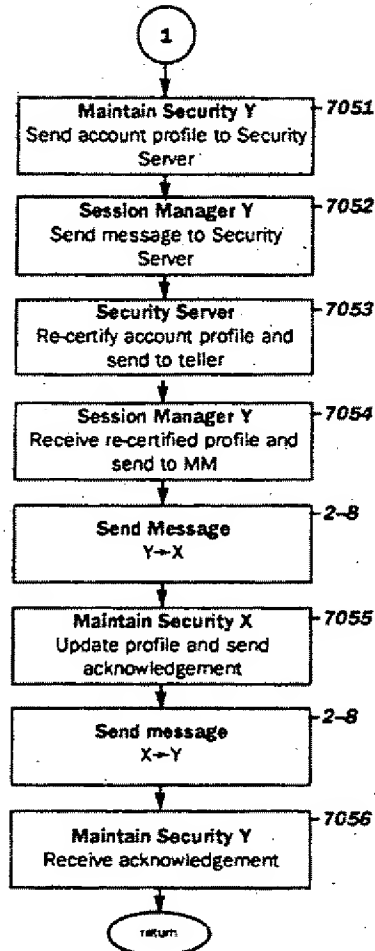 1
Maintain Security Y
Send account profile to Security
Server
7051
Session Manager Y
Send message to Security
Server
7052
Security Server
Re-certify account profile and
send to teller
7053
Session Manager Y
Receive re-certified profile and
send to MM
7054
Send Message
Y→X
2-8
Maintain Security X
Update profile and send
acknowledgement
7055
Send message
X→Y
2-8
Maintain Security Y
Receive acknowledgement
7056
return